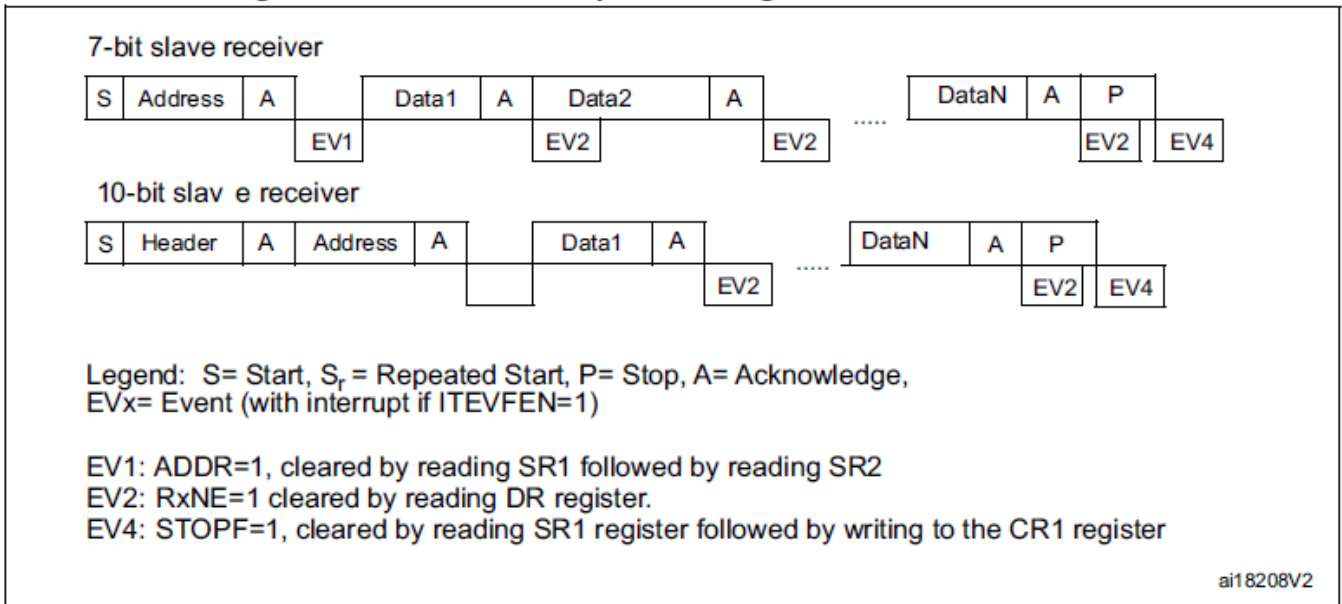 7-bit slave receiver
S Address A Data1 A Data2 A ..... DataN A P
EV1 EV2 EV2 EV2 EV4
10-bit slav e receiver
S Header A Address A Data1 A ..... DataN A P
EV2 EV2 EV4
Legend: S= Start, Sr = Repeated Start, P= Stop, A= Acknowledge,
EVx= Event (with interrupt if ITEVFEN=1)
EV1: ADDR=1, cleared by reading SR1 followed by reading SR2
EV2: RxNE=1 cleared by reading DR register.
EV4: STOPF=1, cleared by reading SR1 register followed by writing to the CR1 register
ai18208V2